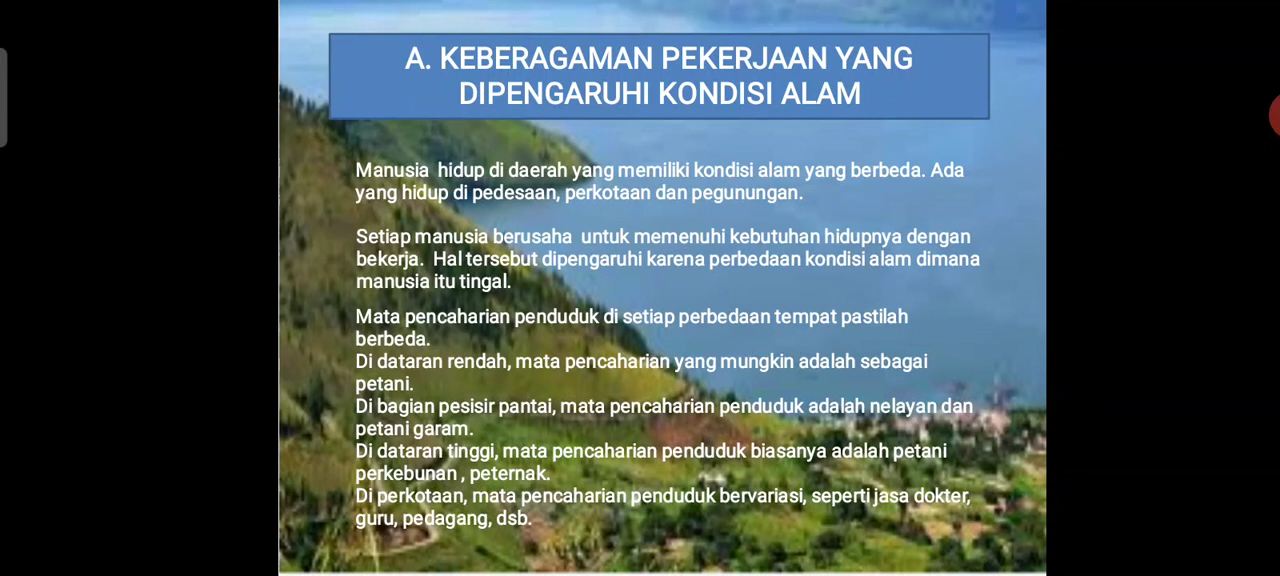 A. KEBERAGAMAN PEKERJAAN YANG
DIPENGARUHI KONDISI ALAM
Manusia hidup di daerah yang memiliki kondisi alam yang berbeda. Ada
yang hidup di pedesaan, perkotaan dan pegunungan.
Setiap manusia berusaha untuk memenuhi kebutuhan hidupnya dengan
bekerja. Hal tersebut dipengaruhi karena perbedaan kondisi alam dimana
manusia itu tingal.
Mata pencaharian penduduk di setiap perbedaan tempat pastilah
berbeda.
Di dataran rendah, mata pencaharian yang mungkin adalah sebagai
petani.
Di bagian pesisir pantai, mata pencaharian penduduk adalah nelayan dan
petani garam.
Di dataran tinggi, mata pencaharian penduduk biasanya adalah petani
perkebunan , peternak.
Di perkotaan, mata pencaharian penduduk bervariasi, seperti jasa dokter,
guru, pedagang, dsb.